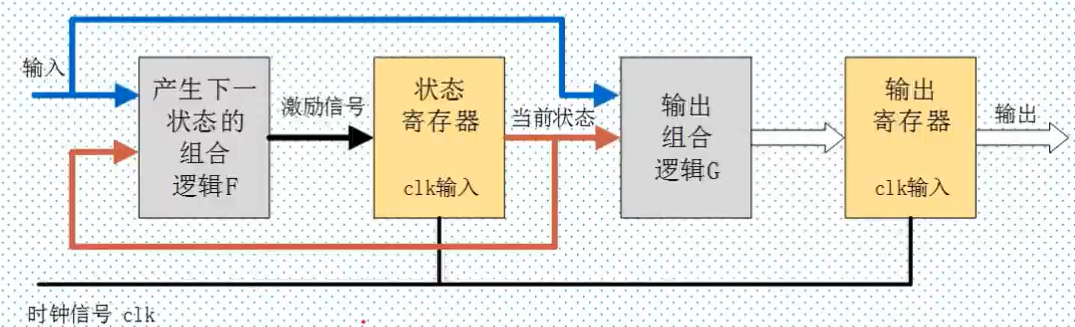 输入
产生下一
状态的
组合
逻辑F
激励信号
状态
寄存器
clk输入
当前状态
输出
组合
逻辑G
输出
寄存器
clk输入
输出
时钟信号 clk